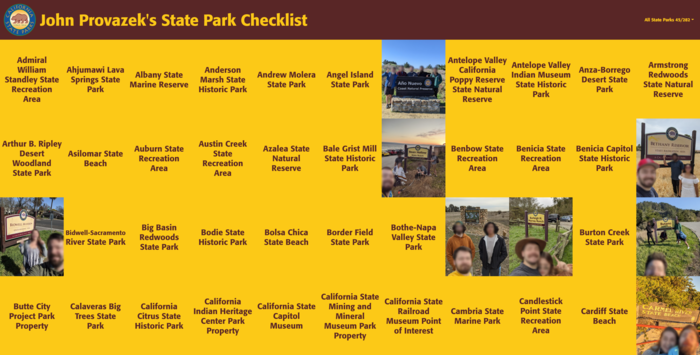 CALIFORNIA
STATE PARKS
John Provazek's State Park Checklist
All State Parks 45/382
Admiral
William
Standley State
Recreation
Area
Ahjumawi Lava
Springs State
Park
Albany State
Marine Reserve
Anderson
Marsh State
Historic Park
Andrew Molera
State Park
Angel Island
State Park
Año Nuevo
Antelope Valley
California
Poppy Reserve
State Natural
Reserve
Antelope Valley
Indian Museum
State Historic
Park
Anza-Borrego
Desert State
Park
Armstrong
Redwoods
State Natural
Reserve
Arthur B. Ripley
Desert
Woodland
State Park
Asilomar State
Beach
Auburn State
Recreation
Area
Austin Creek
State
Recreation
Area
Azalea State
Natural
Reserve
Bale Grist Mill
State Historic
Park
Benbow State
Recreation
Area
Benicia State
Recreation
Area
Benicia Capitol
State Historic
Park
Bidwell-Sacramento
River State Park
Big Basin
Redwoods
State Park
Bodie State
Historic Park
Bolsa Chica
State Beach
Border Field
State Park
Bothe-Napa
Valley State
Park
Burton Creek
State Park
Butte City
Project Park
Property
Calaveras Big
Trees State
Park
California
Citrus State
Historic Park
California
Indian Heritage
Center Park
Property
California State
Capitol
Museum
California State
Mining and
Mineral
Museum Park
Property
California State
Railroad
Museum Point
of Interest
Cambria State
Marine Park
Candlestick
Point State
Recreation
Area
Cardiff State
Beach